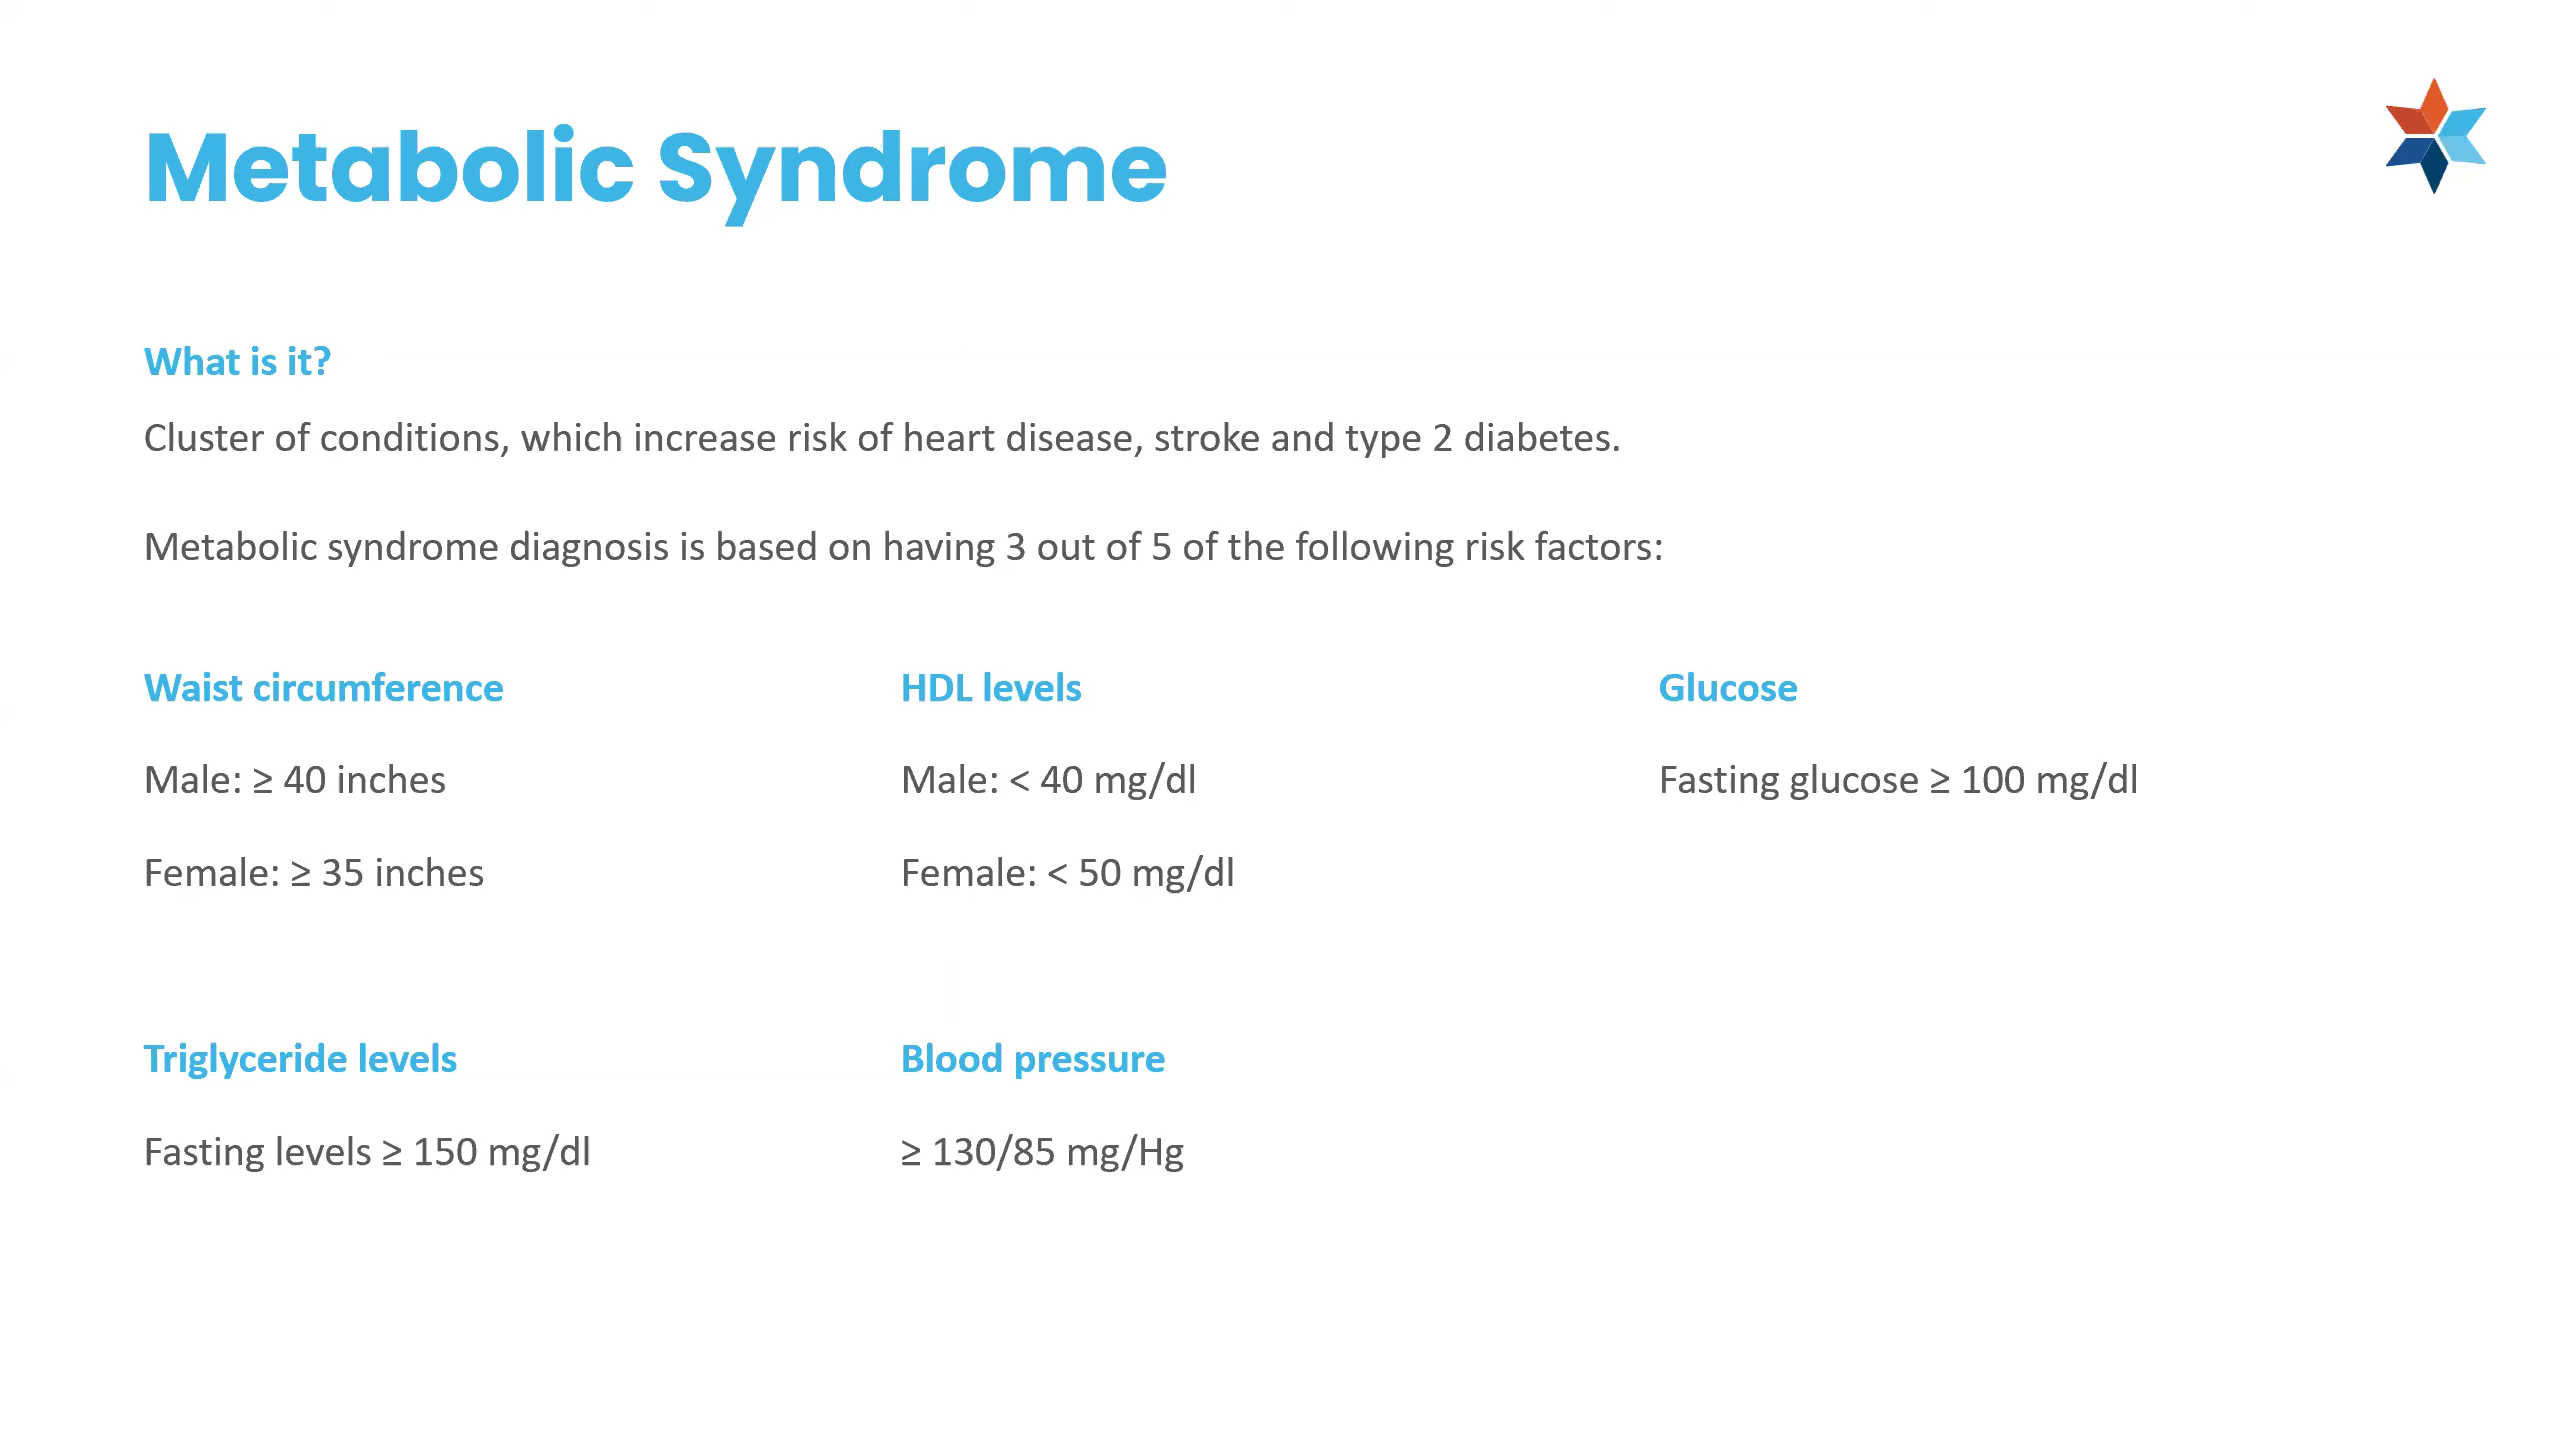 Metabolic Syndrome
What is it?
Cluster of conditions, which increase risk of heart disease, stroke and type 2 diabetes.
Metabolic syndrome diagnosis is based on having 3 out of 5 of the following risk factors:
Waist circumference
Male: ≥ 40 inches
Female: ≥ 35 inches
HDL levels
Male: < 40 mg/dl
Female: < 50 mg/dl
Glucose
Fasting glucose ≥ 100 mg/dl
Triglyceride levels
Fasting levels ≥ 150 mg/dl
Blood pressure
≥ 130/85 mg/Hg